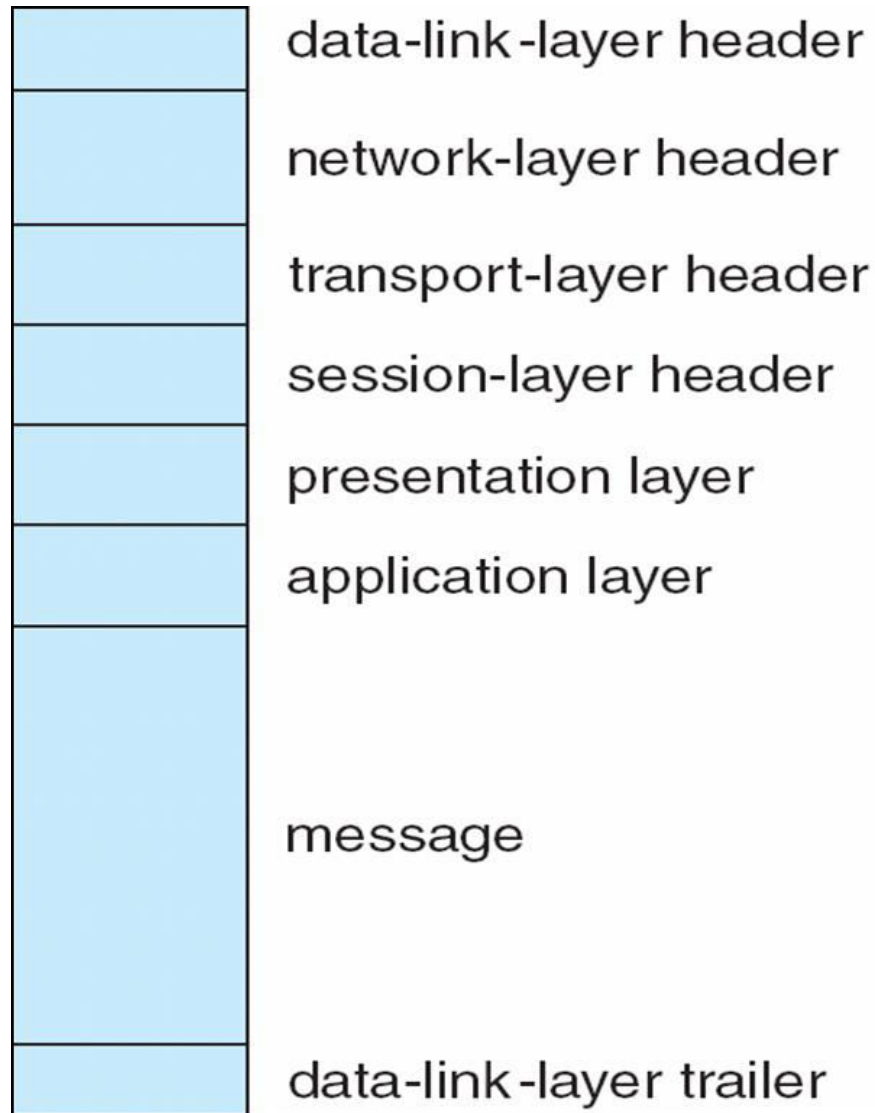 data-link-layer header
network-layer header
transport-layer header
session-layer header
presentation layer
application layer
message
data-link-layer trailer